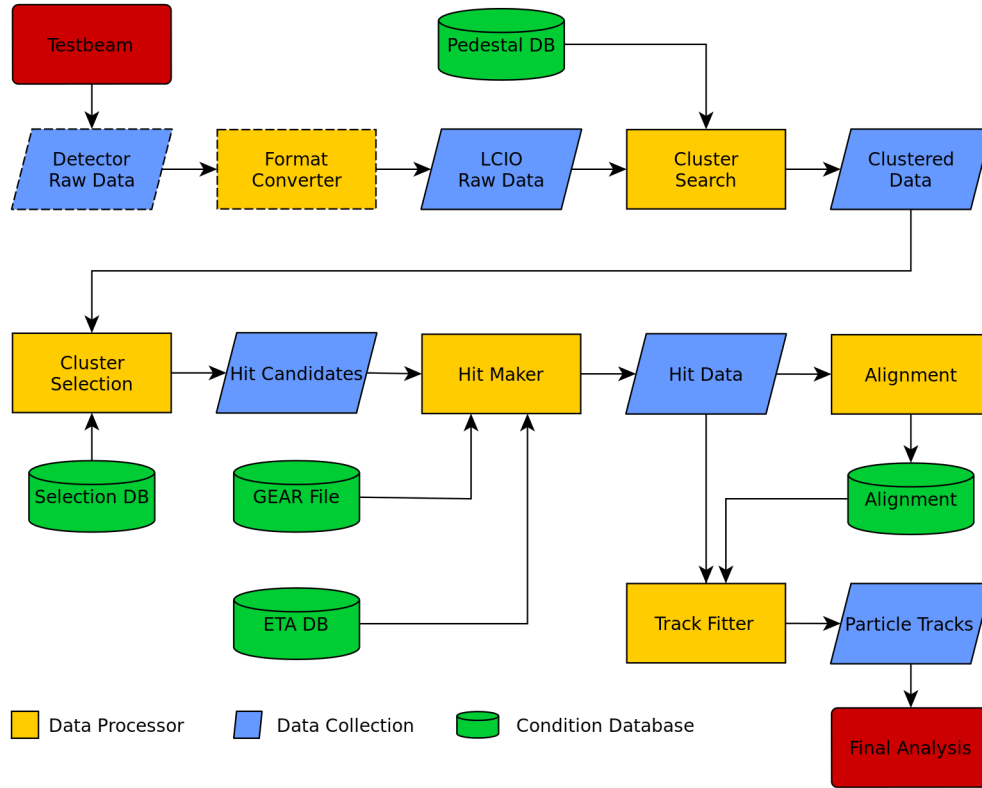 Testbeam
Pedestal DB
Detector
Raw Data
Format
Converter
LCIO
Raw Data
Cluster
Search
Clustered
Data
Cluster
Selection
Hit Candidates
Hit Maker
Hit Data
Alignment
Selection DB
GEAR File
Alignment
ETA DB
Track Fitter
Particle Tracks
Data Processor
Data Collection
Condition Database
Final Analysis